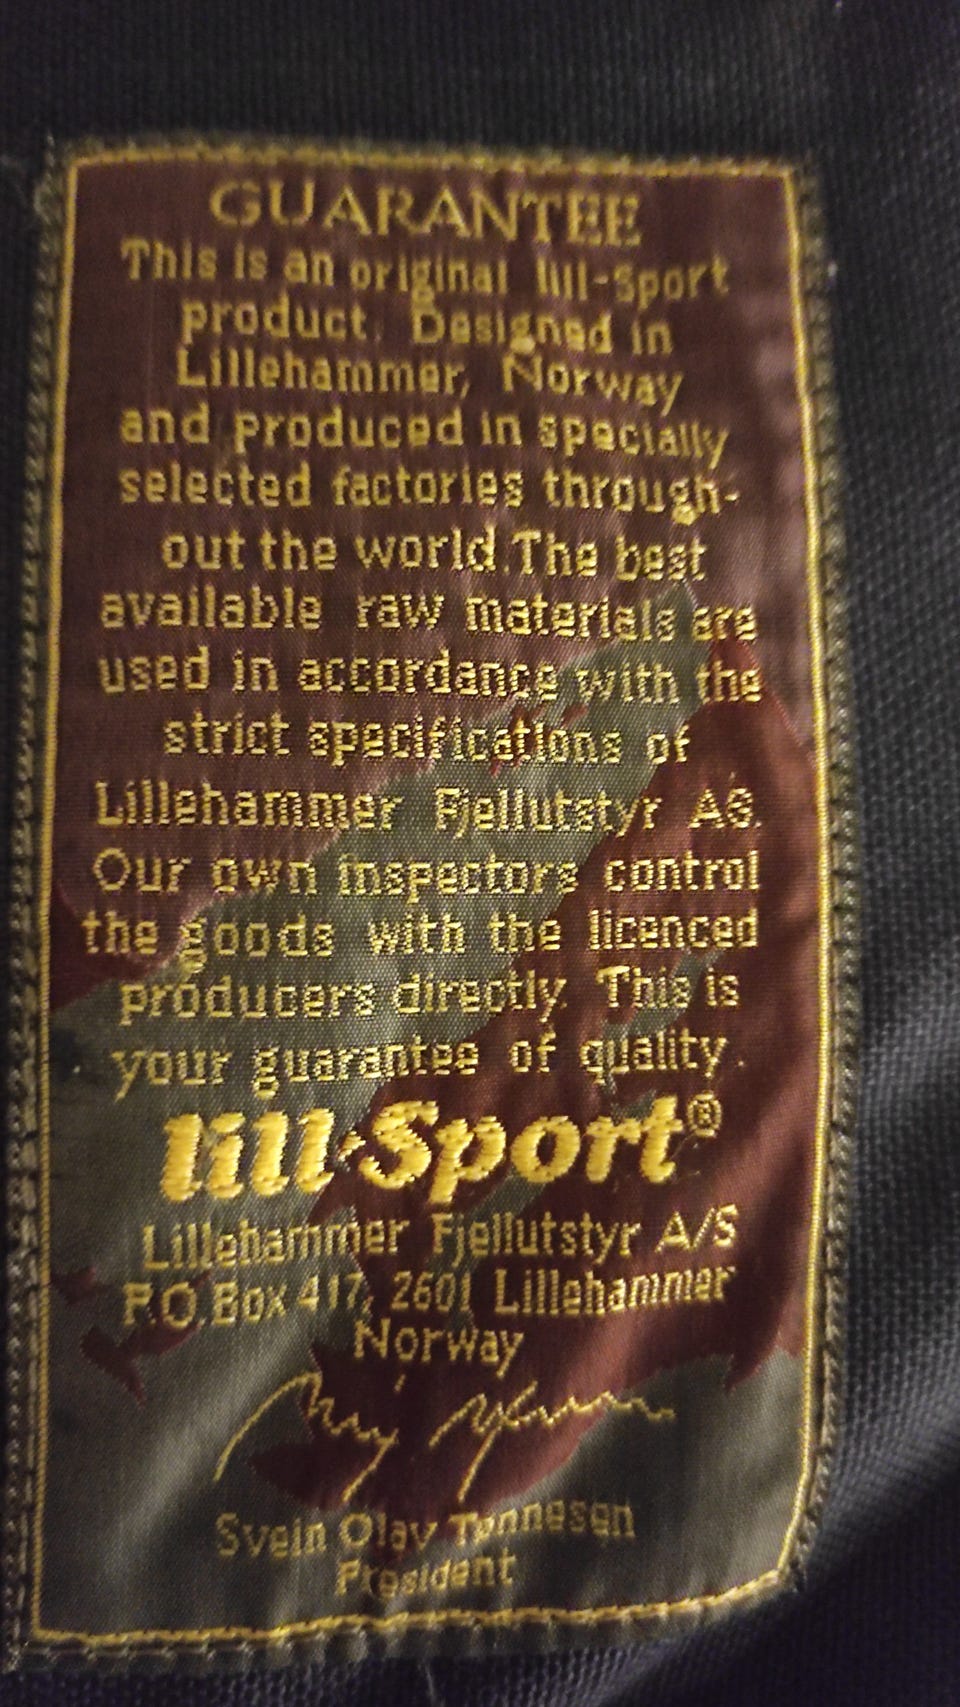 GUARANTEE
This is an original lill-Sport
product. Designed in
Lillehammer, Norway
and produced in specially
selected factories through-
out the world. The best
available raw materials are
used in accordance with the
strict specifications of
Lillehammer Fjellutstyr AS.
Our own inspectors control
the goods with the licenced
producers directly. This is
your guarantee of quality.
lill-Sport®
Lillehammer Fjellutstyr A/S
P.O. Box 417, 2601 Lillehammer
Norway
Svein Olav Tønnesen
President